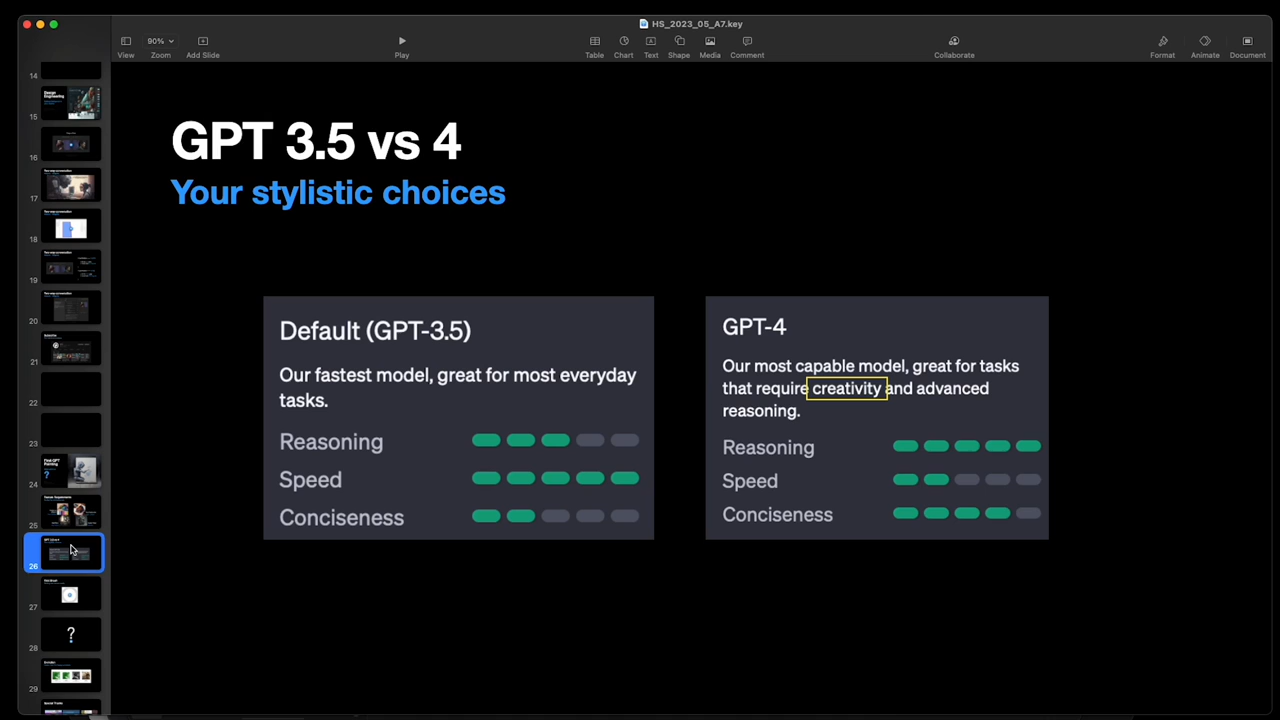 HS_2023_05_A7.key
90%
View Zoom Add Slide Play Table Chart Text Shape Media Comment Collaborate Format Animate Document
GPT 3.5 vs 4
Your stylistic choices
Default (GPT-3.5)
Our fastest model, great for most everyday
tasks.
Reasoning
Speed
Conciseness
GPT-4
Our most capable model, great for tasks
that require creativity and advanced
reasoning.
Reasoning
Speed
Conciseness
14
15
16
17
18
19
20
21
22
23
24
25
26
27
?
28
29